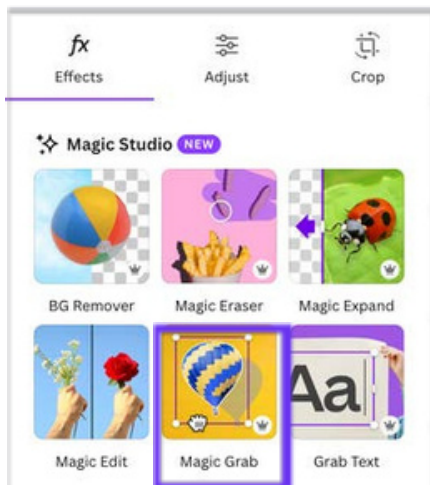 fx
Effects Adjust Crop
Magic Studio NEW
BG Remover Magic Eraser Magic Expand
Aa
Magic Edit Magic Grab Grab Text